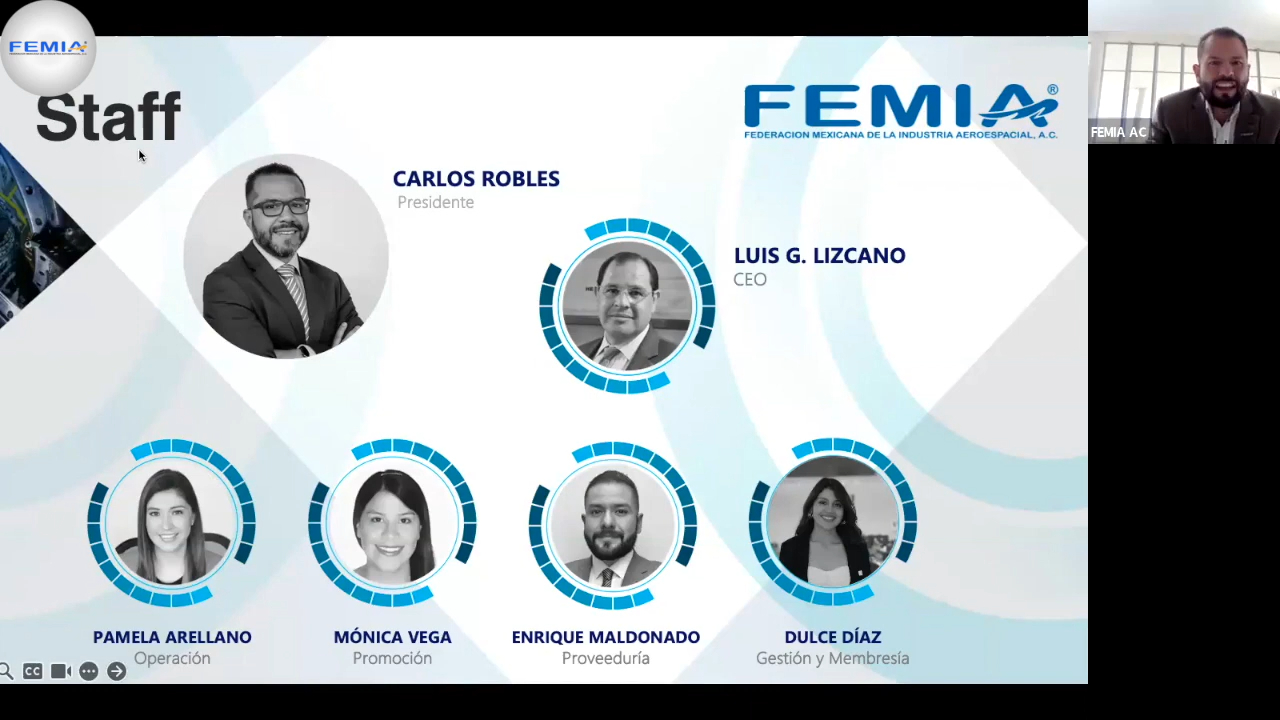 FEMIA
Staff
FEMIA®
FEDERACION MEXICANA DE LA INDUSTRIA AEROESPACIAL, A.C.
FEMIA AC
CARLOS ROBLES
Presidente
LUIS G. LIZCANO
CEO
PAMELA ARELLANO
Operación
MÓNICA VEGA
Promoción
ENRIQUE MALDONADO
Proveeduría
DULCE DÍAZ
Gestión y Membresía
CC